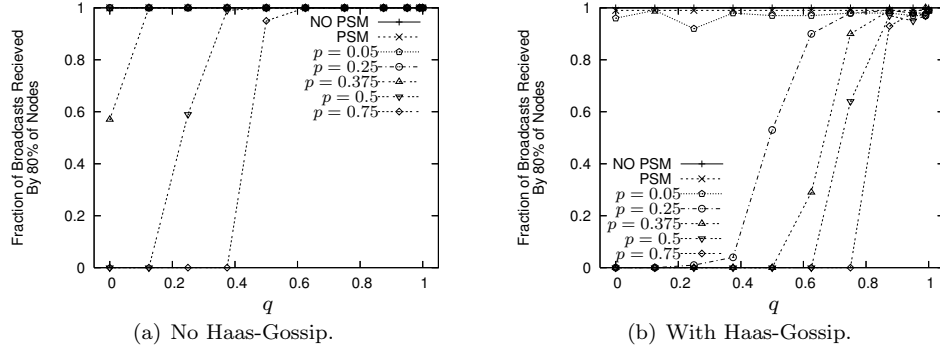 Fraction of Broadcasts Recieved
By 80% of Nodes
1
0.8
0.6
0.4
0.2
0
0 0.2 0.4 0.6 0.8 1
q
NO PSM
PSM
p = 0.05
p = 0.25
p = 0.375
p = 0.5
p = 0.75
(a) No Haas-Gossip.
Fraction of Broadcasts Recieved
By 80% of Nodes
1
0.8
0.6
0.4
0.2
0
0 0.2 0.4 0.6 0.8 1
q
NO PSM
PSM
p = 0.05
p = 0.25
p = 0.375
p = 0.5
p = 0.75
(b) With Haas-Gossip.